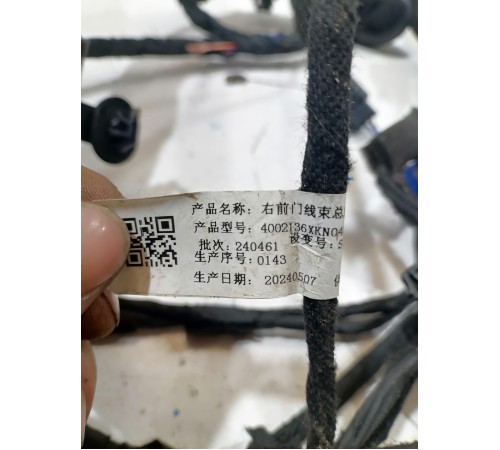 产品名称: 右前门线束总
产品型号: 4002136XKN04
设变号: S
批次: 240461
生产序号: 0143
生产日期: 20240507